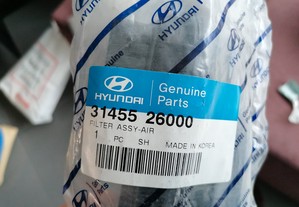 HYUNDAI
Genuine
Parts
31455 26000
FILTER ASSY-AIR
1 PC SH MADE IN KOREA